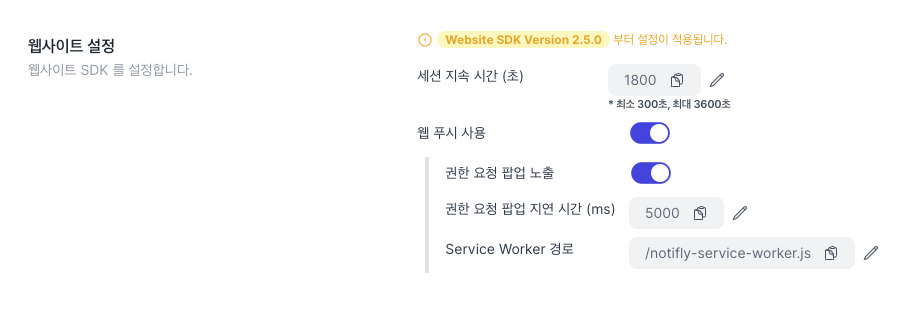 웹사이트 설정
웹사이트 SDK 를 설정합니다.
Website SDK Version 2.5.0 부터 설정이 적용됩니다.
세션 지속 시간 (초) 1800
* 최소 300초, 최대 3600초
웹 푸시 사용
권한 요청 팝업 노출
권한 요청 팝업 지연 시간 (ms) 5000
Service Worker 경로 /notifly-service-worker.js